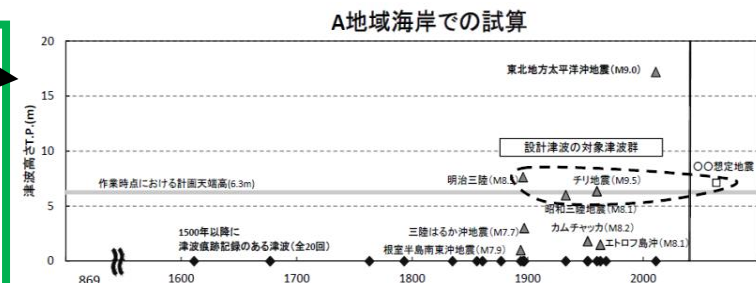 A地域海岸での試算
津波高さT.P.(m)
20
15
10
5
0
東北地方太平洋沖地震(M9.0)
設計津波の対象津波群
○○想定地震
明治三陸(M8.
チリ地震(M9.5)
作業時点における計画天端高(6.3m)
昭和三陸地震(M8.1)
1500年以降に
津波痕跡記録のある津波(全20回)
三陸はるか沖地震(M7.7)
カムチャッカ(M8.2)
根室半島南東沖地震(M7.9)
エトロフ島沖(M8.1)
869
1600
1700
1800
1900
2000